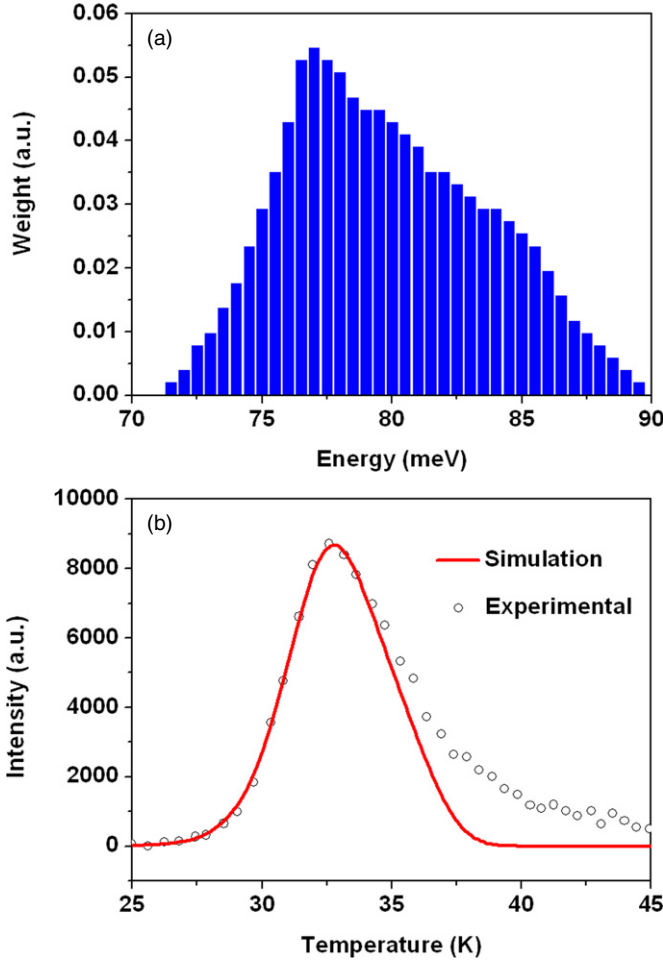 (a)
0.06
0.05
0.04
0.03
0.02
0.01
0.00
Weight (a.u.)
70 75 80 85 90
Energy (meV)
(b)
10000
8000
6000
4000
2000
0
Intensity (a.u.)
Simulation
Experimental
25 30 35 40 45
Temperature (K)